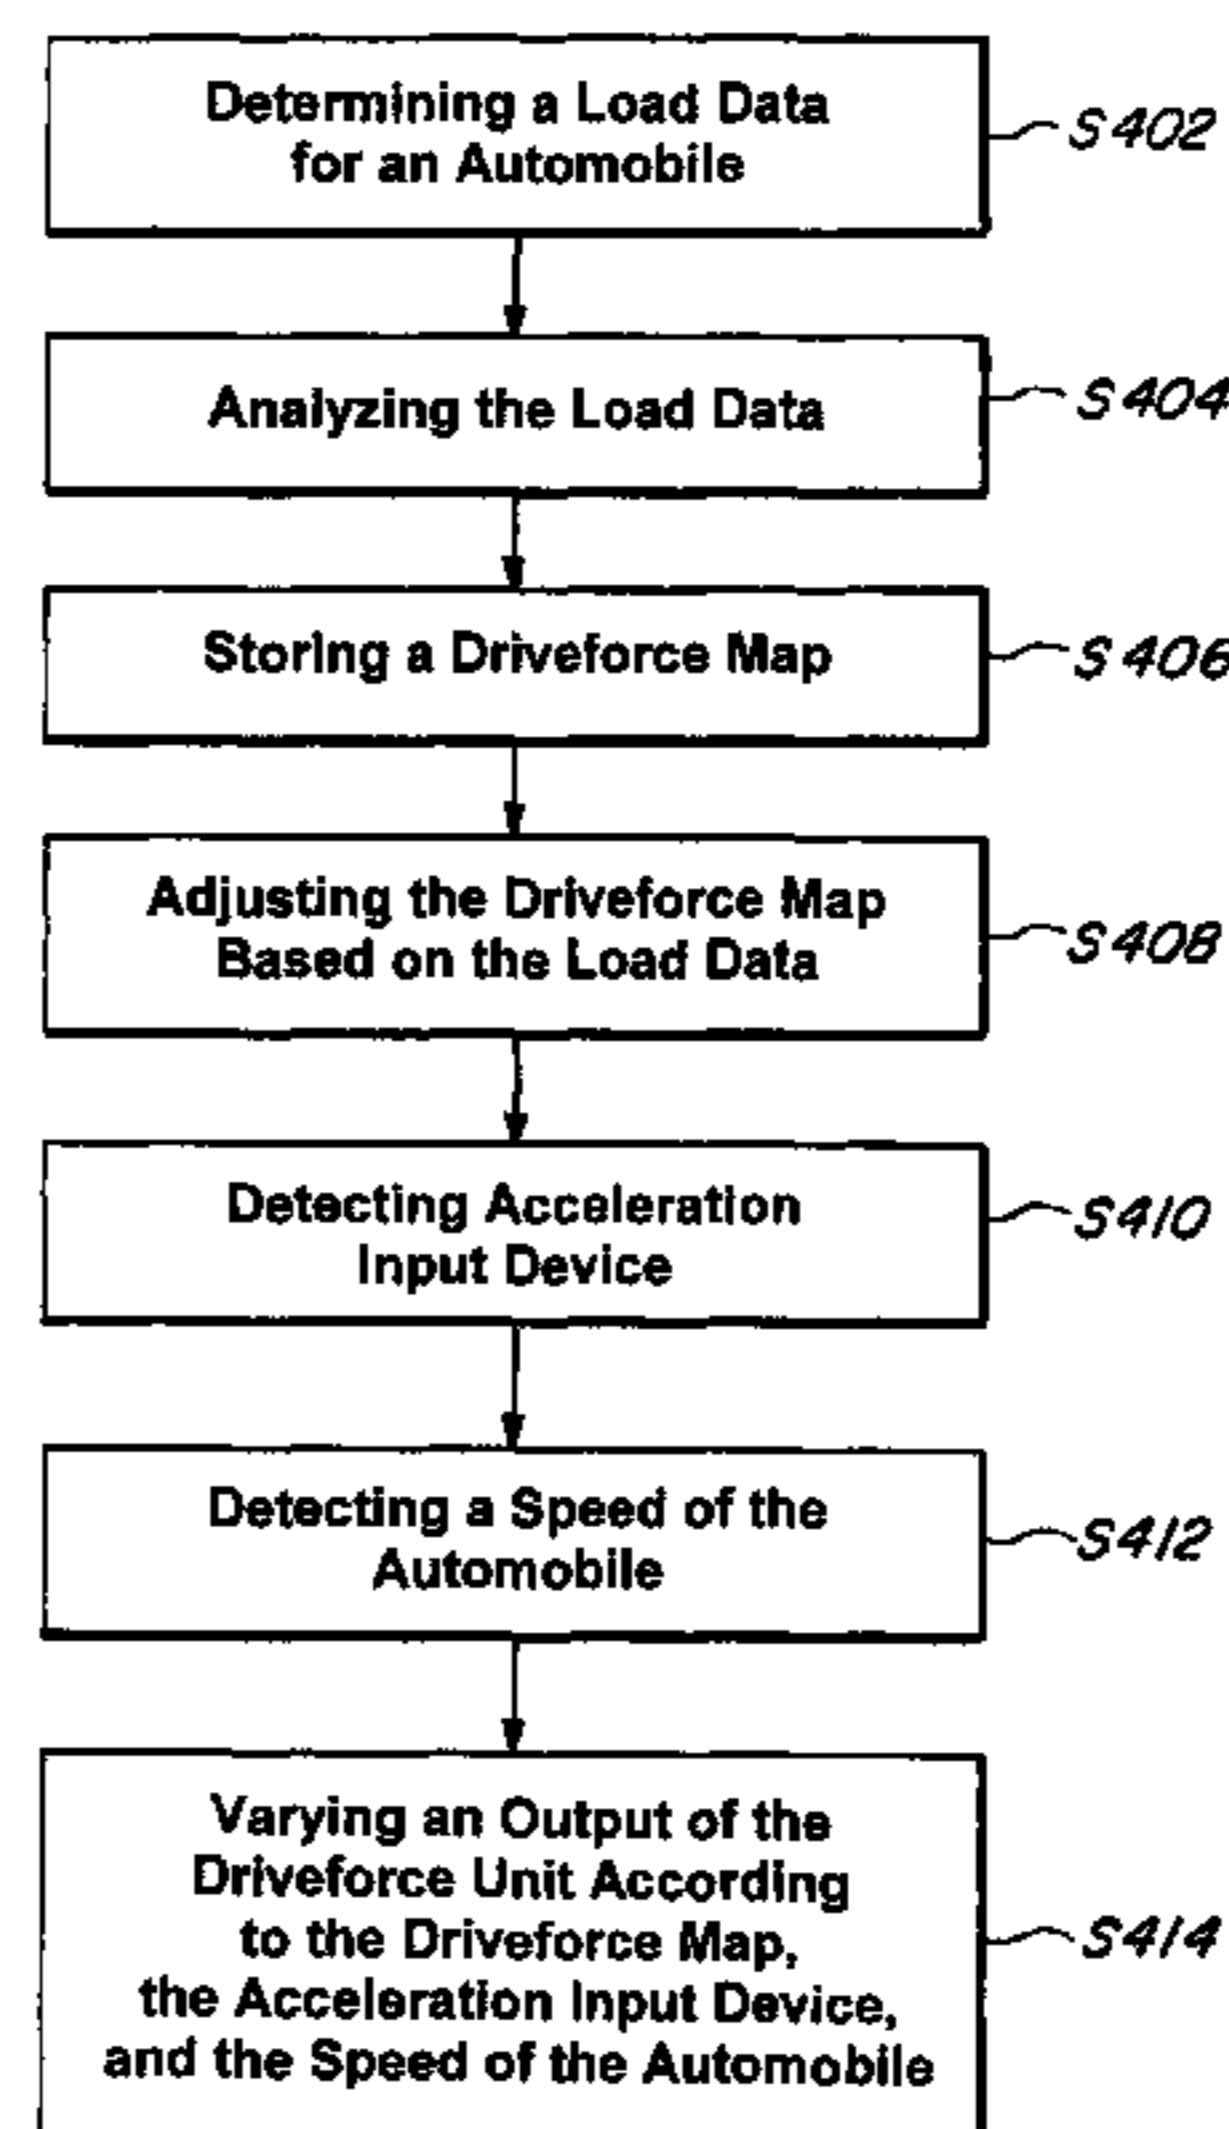 Determining a Load Data
for an Automobile
S402
Analyzing the Load Data
S404
Storing a Driveforce Map
S406
Adjusting the Driveforce Map
Based on the Load Data
S408
Detecting Acceleration
Input Device
S410
Detecting a Speed of the
Automobile
S412
Varying an Output of the
Driveforce Unit According
to the Driveforce Map,
the Acceleration Input Device,
and the Speed of the Automobile
S414